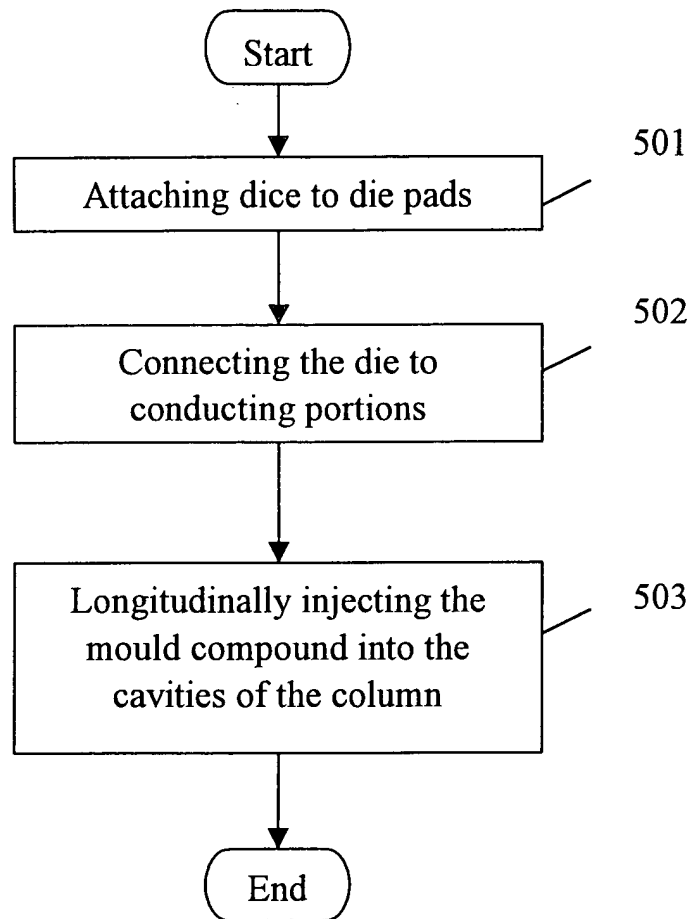 Start
501
Attaching dice to die pads
502
Connecting the die to
conducting portions
503
Longitudinally injecting the
mould compound into the
cavities of the column
End